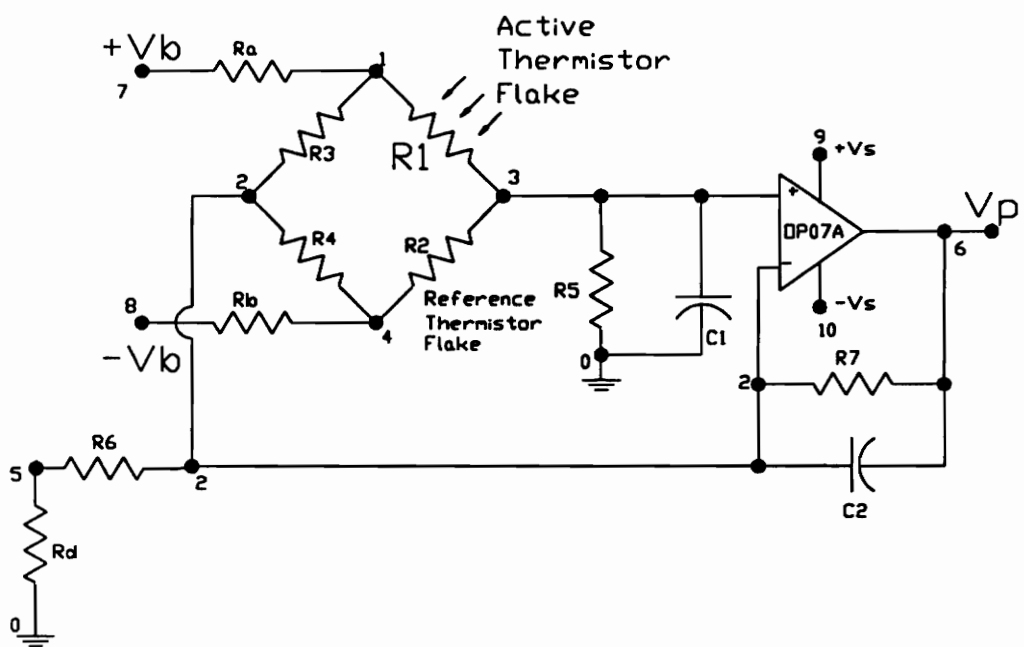 Active
Thermistor
Flake
+Vb
Ra
1
7
R3
R1
2
3
9
+Vs
+
OP07A
Vp
6
R4
R2
-
8
Rb
Reference
Thermistor
Flake
4
-Vb
R5
C1
0
-Vs
10
R7
2
R6
5
2
C2
Rd
0